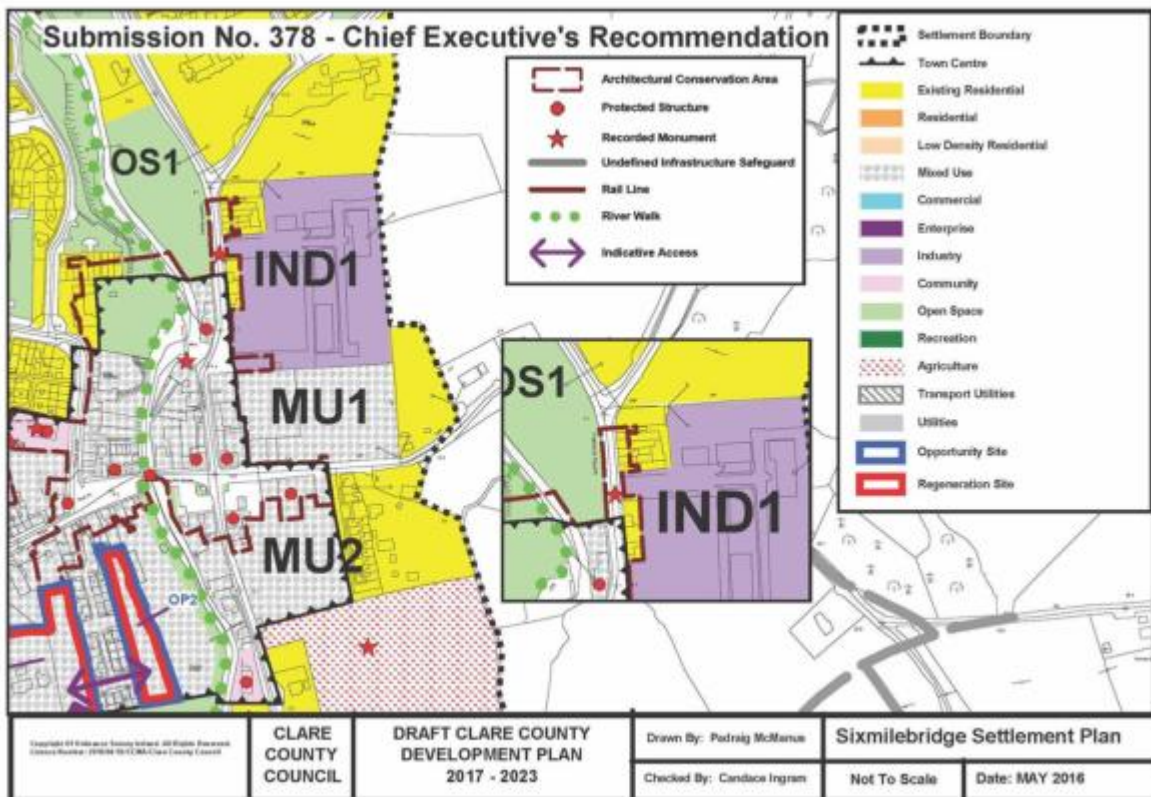 Submission No. 378 - Chief Executive's Recommendation
Architectural Conservation Area
Protected Structure
Recorded Monument
Undefined Infrastructure Safeguard
Rail Line
River Walk
Indicative Access
Settlement Boundary
Town Centre
Existing Residential
Residential
Low Density Residential
Mixed Use
Commercial
Enterprise
Industry
Community
Open Space
Recreation
Agriculture
Transport Utilities
Utilities
Opportunity Site
Regeneration Site
OS1
IND1
MU1
MU2
OP2
OS1
IND1
CLARE
COUNTY
COUNCIL
DRAFT CLARE COUNTY
DEVELOPMENT PLAN
2017 - 2023
Drawn By: Padraig McManus
Checked By: Candace Ingram
Sixmilebridge Settlement Plan
Not To Scale
Date: MAY 2016